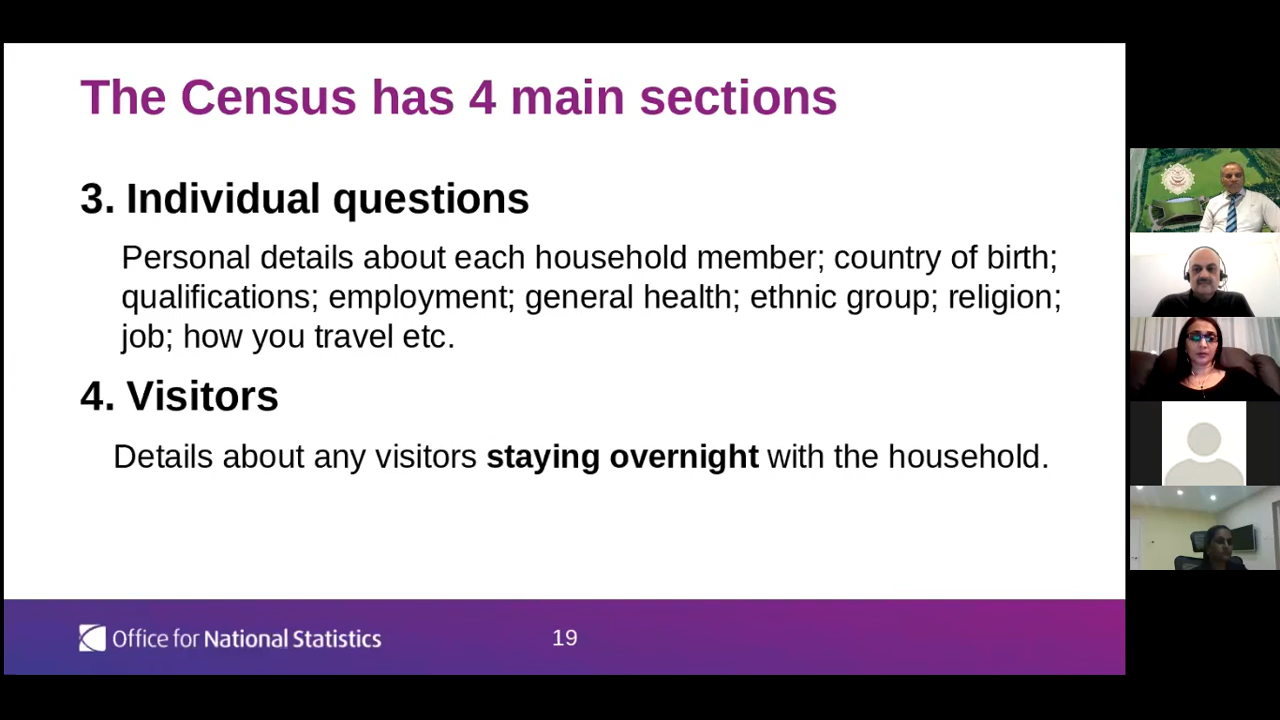 The Census has 4 main sections
3. Individual questions
Personal details about each household member; country of birth;
qualifications; employment; general health; ethnic group; religion;
job; how you travel etc.
4. Visitors
Details about any visitors staying overnight with the household.
Office for National Statistics
19